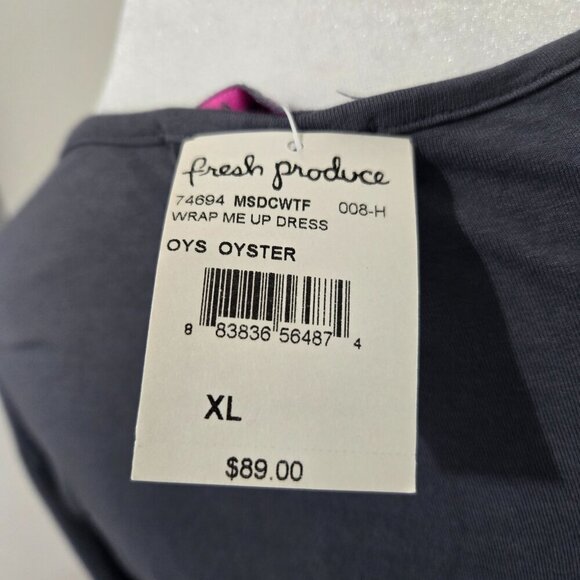 fresh produce
74694 MSDCWTF 008-H
WRAP ME UP DRESS
OYS OYSTER
8 83836 56487 4
XL
$89.00